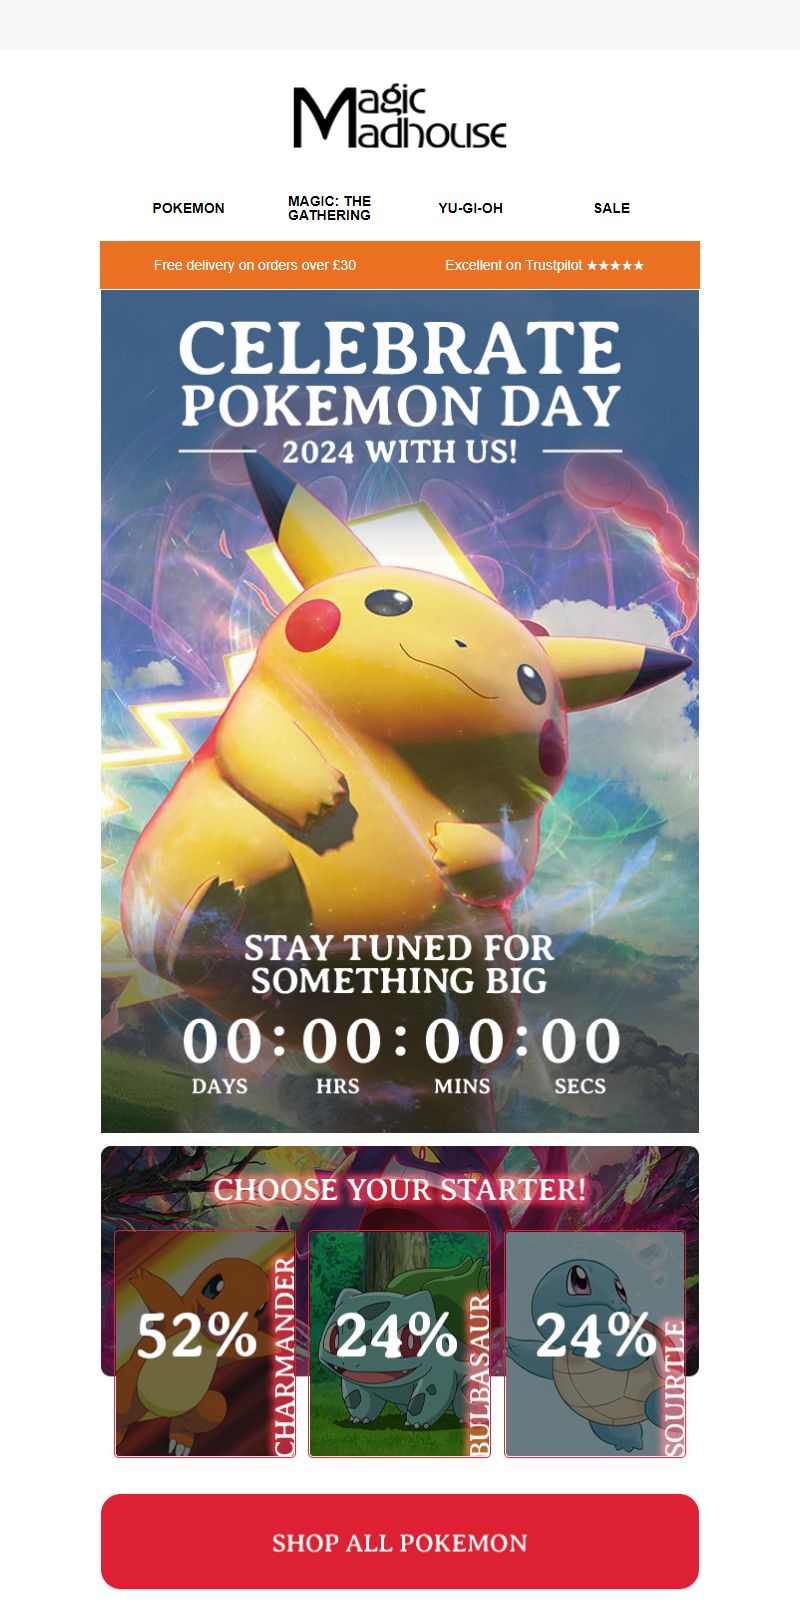 Magic
Madhouse
POKEMON
MAGIC: THE
GATHERING
YU-GI-OH
SALE
Free delivery on orders over £30
Excellent on Trustpilot ★★★★★
CELEBRATE
POKEMON DAY
2024 WITH US!
STAY TUNED FOR
SOMETHING BIG
00:00:00:00
DAYS HRS MINS SECS
CHOOSE YOUR STARTER!
52%
CHARMANDER
24%
BULBASAUR
24%
SQUIRTLE
SHOP ALL POKEMON